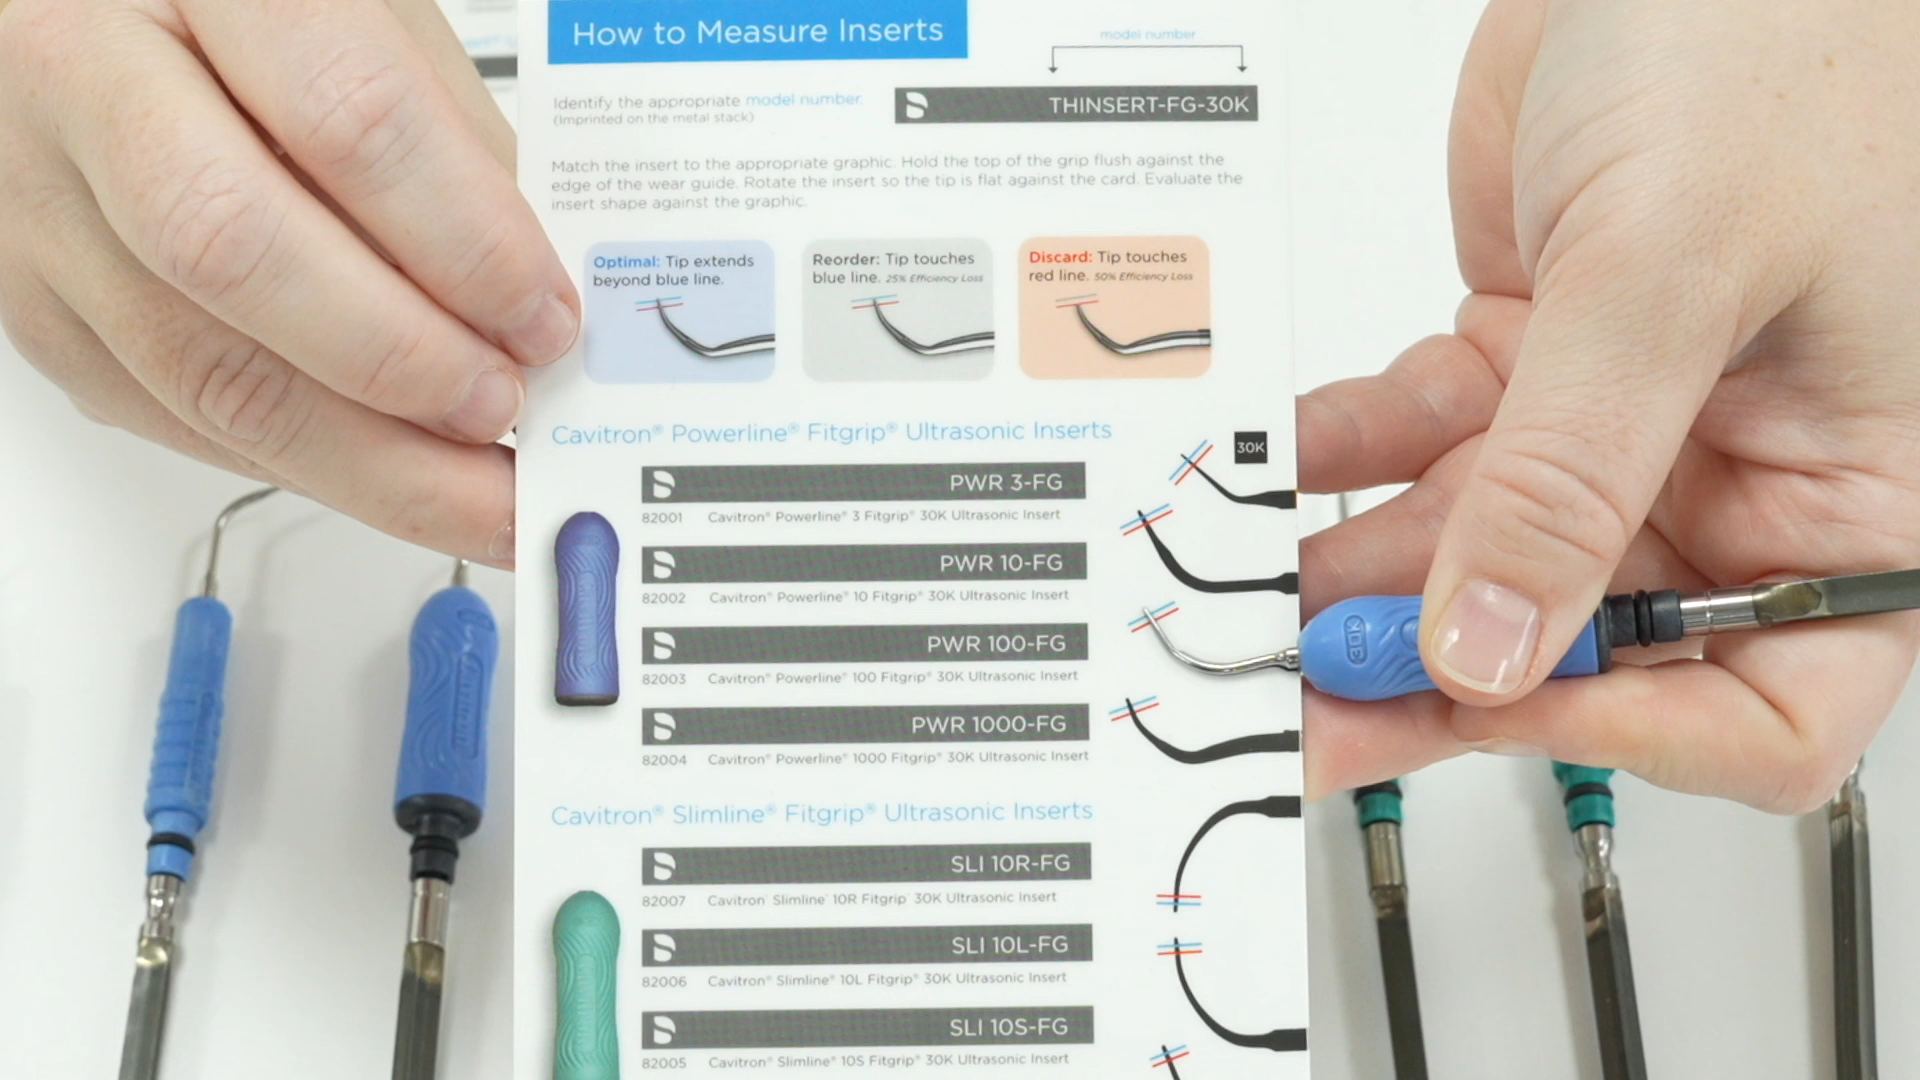 How to Measure Inserts
model number
Identify the appropriate model number.
(Imprinted on the metal stack)
THINSERT-FG-30K
Match the insert to the appropriate graphic. Hold the top of the grip flush against the
edge of the wear guide. Rotate the insert so the tip is flat against the card. Evaluate the
insert shape against the graphic.
Optimal: Tip extends
beyond blue line.
Reorder: Tip touches
blue line. 25% Efficiency Loss
Discard: Tip touches
red line. 50% Efficiency Loss
Cavitron® Powerline® Fitgrip® Ultrasonic Inserts
30K
PWR 3-FG
82001 Cavitron® Powerline® 3 Fitgrip® 30K Ultrasonic Insert
PWR 10-FG
82002 Cavitron® Powerline® 10 Fitgrip® 30K Ultrasonic Insert
PWR 100-FG
82003 Cavitron® Powerline® 100 Fitgrip® 30K Ultrasonic Insert
30K
PWR 1000-FG
82004 Cavitron® Powerline® 1000 Fitgrip® 30K Ultrasonic Insert
Cavitron® Slimline® Fitgrip® Ultrasonic Inserts
SLI 10R-FG
82007 Cavitron® Slimline® 10R Fitgrip® 30K Ultrasonic Insert
SLI 10L-FG
82006 Cavitron® Slimline® 10L Fitgrip® 30K Ultrasonic Insert
SLI 10S-FG
82005 Cavitron® Slimline® 10S Fitgrip® 30K Ultrasonic Insert